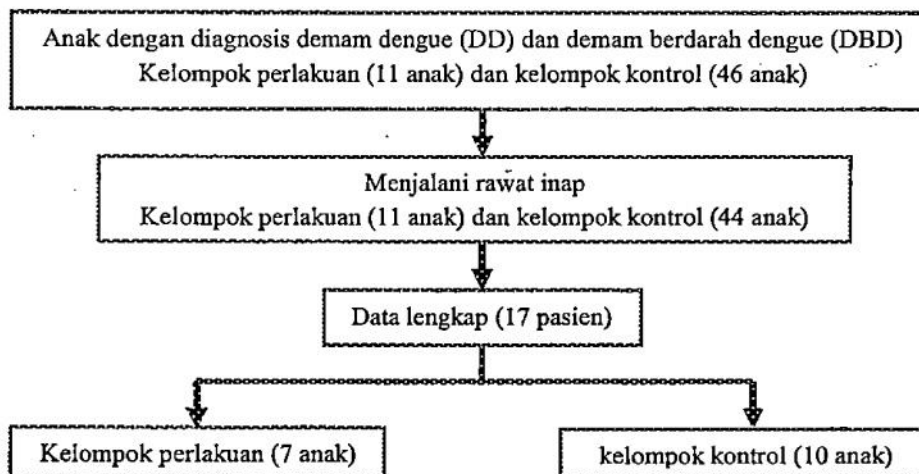 Anak dengan diagnosis demam dengue (DD) dan demam berdarah dengue (DBD)
Kelompok perlakuan (11 anak) dan kelompok kontrol (46 anak)
Menjalani rawat inap
Kelompok perlakuan (11 anak) dan kelompok kontrol (44 anak)
Data lengkap (17 pasien)
Kelompok perlakuan (7 anak)
kelompok kontrol (10 anak)